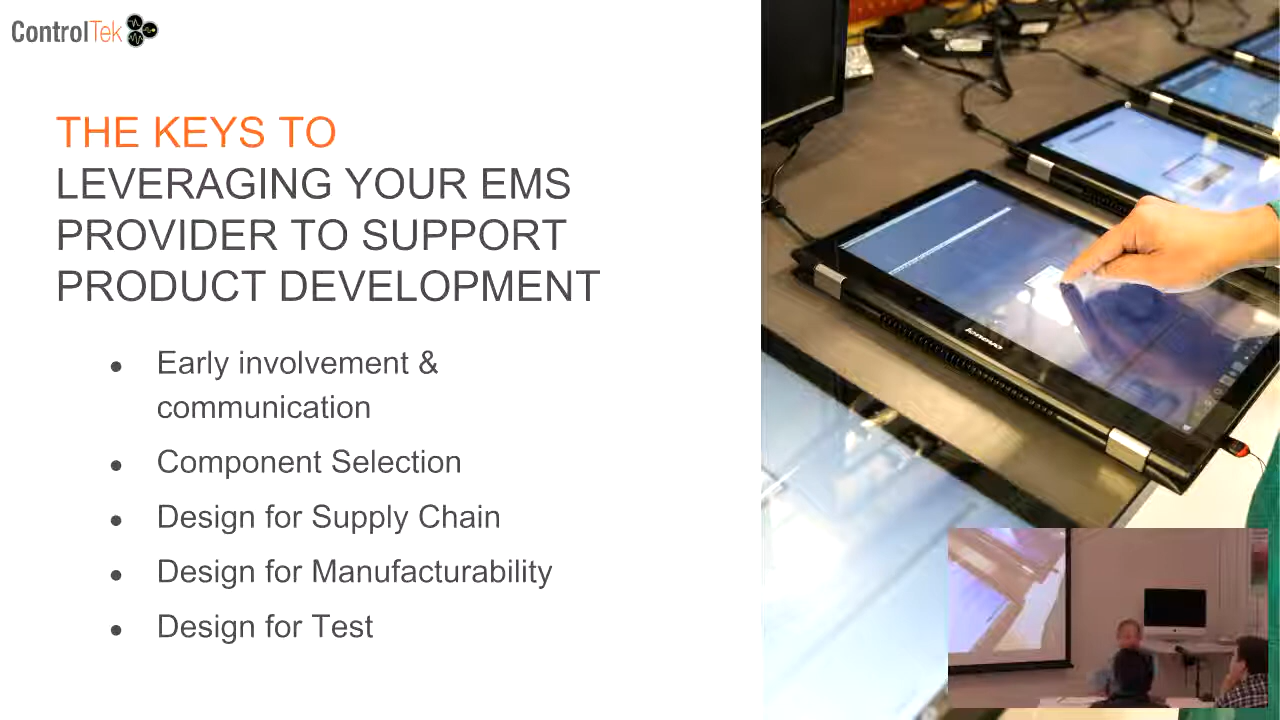 ControlTek
THE KEYS TO
LEVERAGING YOUR EMS
PROVIDER TO SUPPORT
PRODUCT DEVELOPMENT
• Early involvement &
communication
• Component Selection
• Design for Supply Chain
• Design for Manufacturability
• Design for Test
lenovo